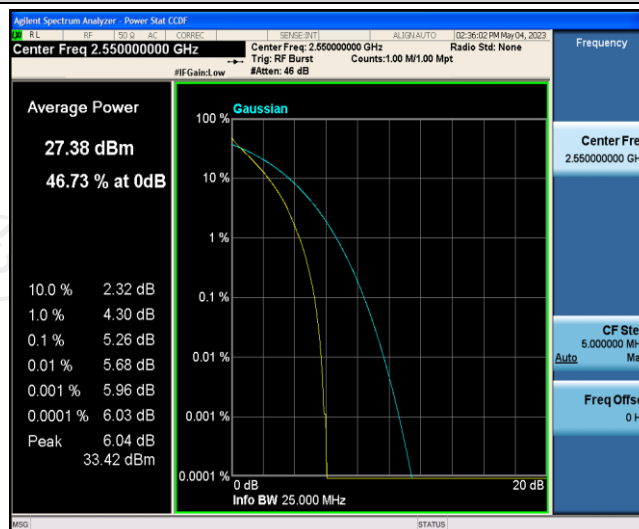 Agilent Spectrum Analyzer - Power Stat CCDF
RL RF 50 Ω AC CORREC SENSE:INT ALIGNAUTO 02:36:02 PM May 04, 2023
Center Freq 2.550000000 GHz
Center Freq: 2.550000000 GHz Radio Std: None
Trig: RF Burst Counts:1.00 M/1.00 Mpt
#IFGain:Low #Atten: 46 dB
Frequency
Average Power
27.38 dBm
46.73 % at 0dB
10.0 % 2.32 dB
1.0 % 4.30 dB
0.1 % 5.26 dB
0.01 % 5.68 dB
0.001 % 5.96 dB
0.0001 % 6.03 dB
Peak 6.04 dB
33.42 dBm
Gaussian
100 %
10 %
1 %
0.1 %
0.01 %
0.001 %
0.0001 %
0 dB 20 dB
Info BW 25.000 MHz
Center Fre
2.550000000 GH
CF Ste
5.000000 MH
Auto Ma
Freq Offse
0 H
MSG STATUS